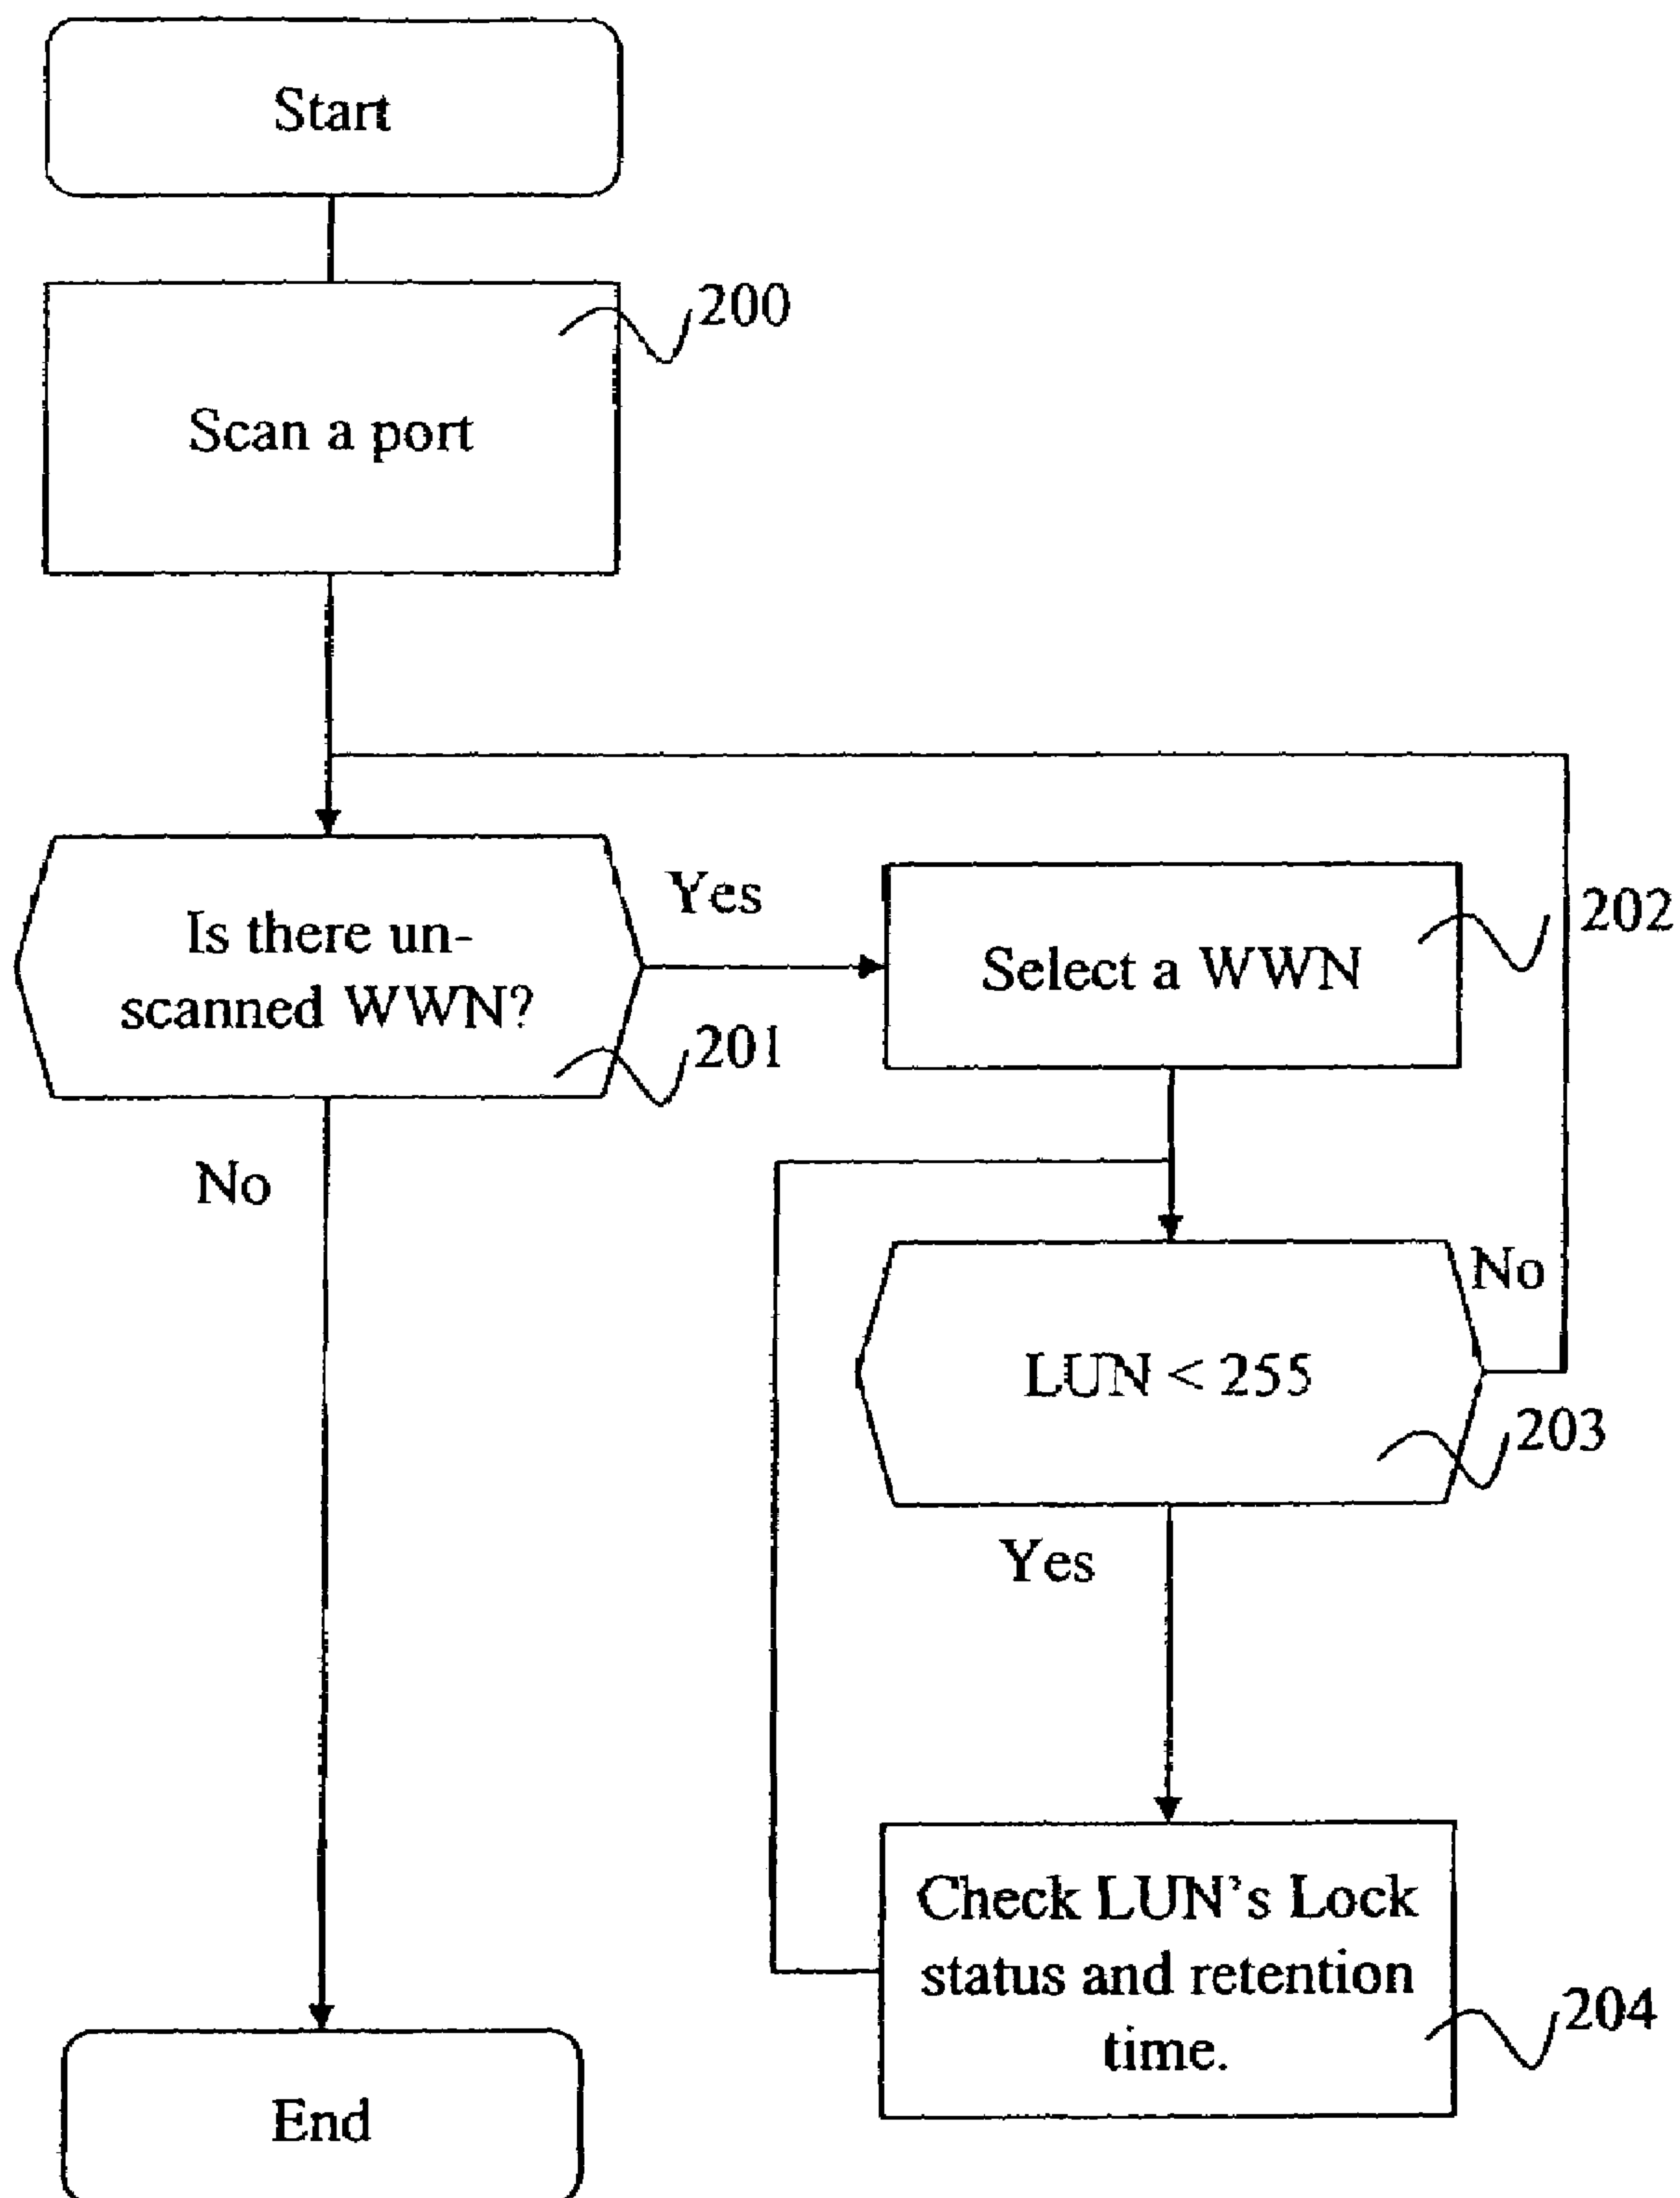 Start
200
Scan a port
Yes
Is there un-
scanned WWN?
201
202
Select a WWN
No
No
LUN < 255
203
Yes
Check LUN's Lock
status and retention
time.
204
End